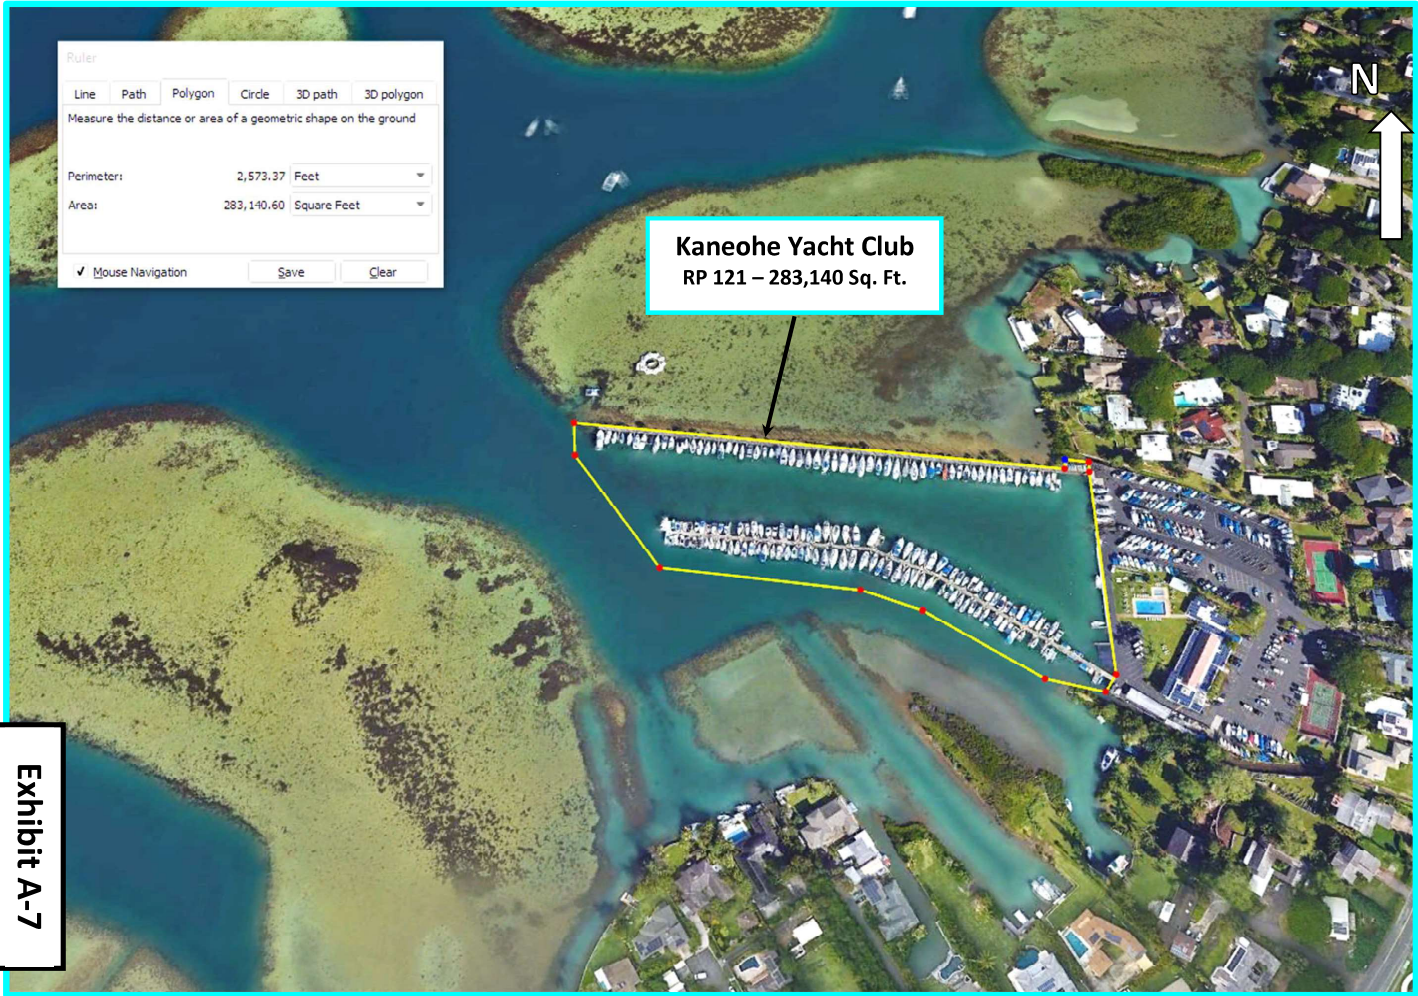 Ruler
Line Path Polygon Circle 3D path 3D polygon
Measure the distance or area of a geometric shape on the ground
Perimeter: 2,573.37 Feet
Area: 283,140.60 Square Feet
Mouse Navigation Save Clear
N
Kaneohe Yacht Club
RP 121 – 283,140 Sq. Ft.
Exhibit A-7